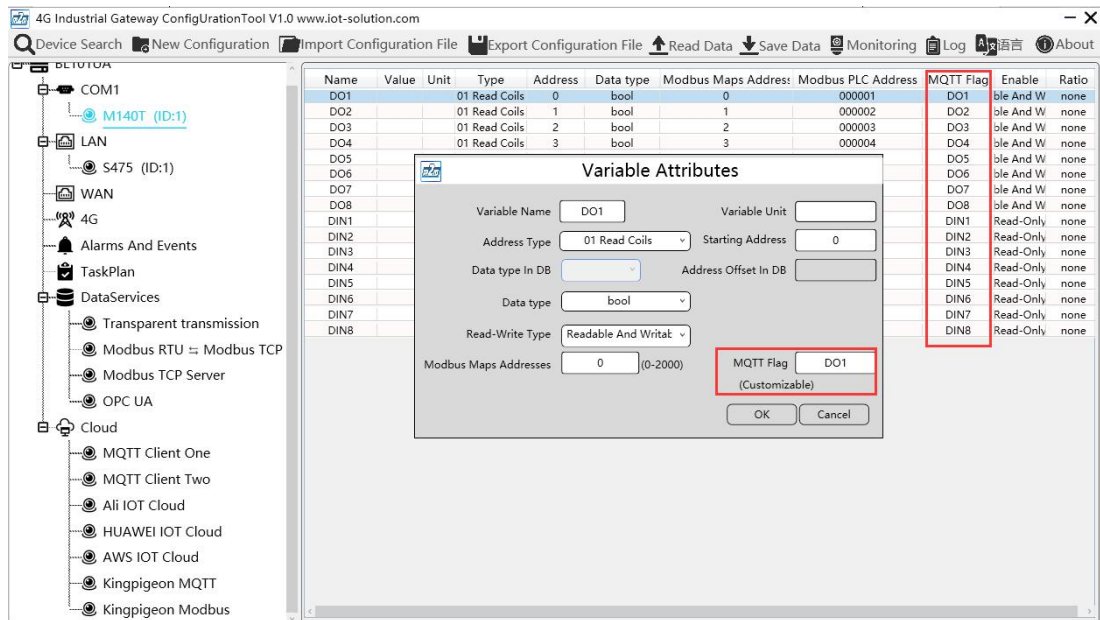 4G Industrial Gateway ConfigUrationTool V1.0 www.iot-solution.com
Device Search New Configuration Import Configuration File Export Configuration File Read Data Save Data Monitoring Log 语言 About
BE101UA
COM1
M140T (ID:1)
LAN
S475 (ID:1)
WAN
4G
Alarms And Events
TaskPlan
DataServices
Transparent transmission
Modbus RTU ⇆ Modbus TCP
Modbus TCP Server
OPC UA
Cloud
MQTT Client One
MQTT Client Two
Ali IOT Cloud
HUAWEI IOT Cloud
AWS IOT Cloud
Kingpigeon MQTT
Kingpigeon Modbus
Name Value Unit Type Address Data type Modbus Maps Address Modbus PLC Address MQTT Flag Enable Ratio
DO1 01 Read Coils 0 bool 0 000001 DO1 ble And W none
DO2 01 Read Coils 1 bool 1 000002 DO2 ble And W none
DO3 01 Read Coils 2 bool 2 000003 DO3 ble And W none
DO4 01 Read Coils 3 bool 3 000004 DO4 ble And W none
DO5 DO5 ble And W none
DO6 DO6 ble And W none
DO7 DO7 ble And W none
DO8 DO8 ble And W none
DIN1 DIN1 Read-Only none
DIN2 DIN2 Read-Only none
DIN3 DIN3 Read-Only none
DIN4 DIN4 Read-Only none
DIN5 DIN5 Read-Only none
DIN6 DIN6 Read-Only none
DIN7 DIN7 Read-Only none
DIN8 DIN8 Read-Only none
Variable Attributes
Variable Name DO1 Variable Unit
Address Type 01 Read Coils Starting Address 0
Data type In DB Address Offset In DB
Data type bool
Read-Write Type Readable And Writab
Modbus Maps Addresses 0 (0-2000) MQTT Flag DO1
(Customizable)
OK Cancel